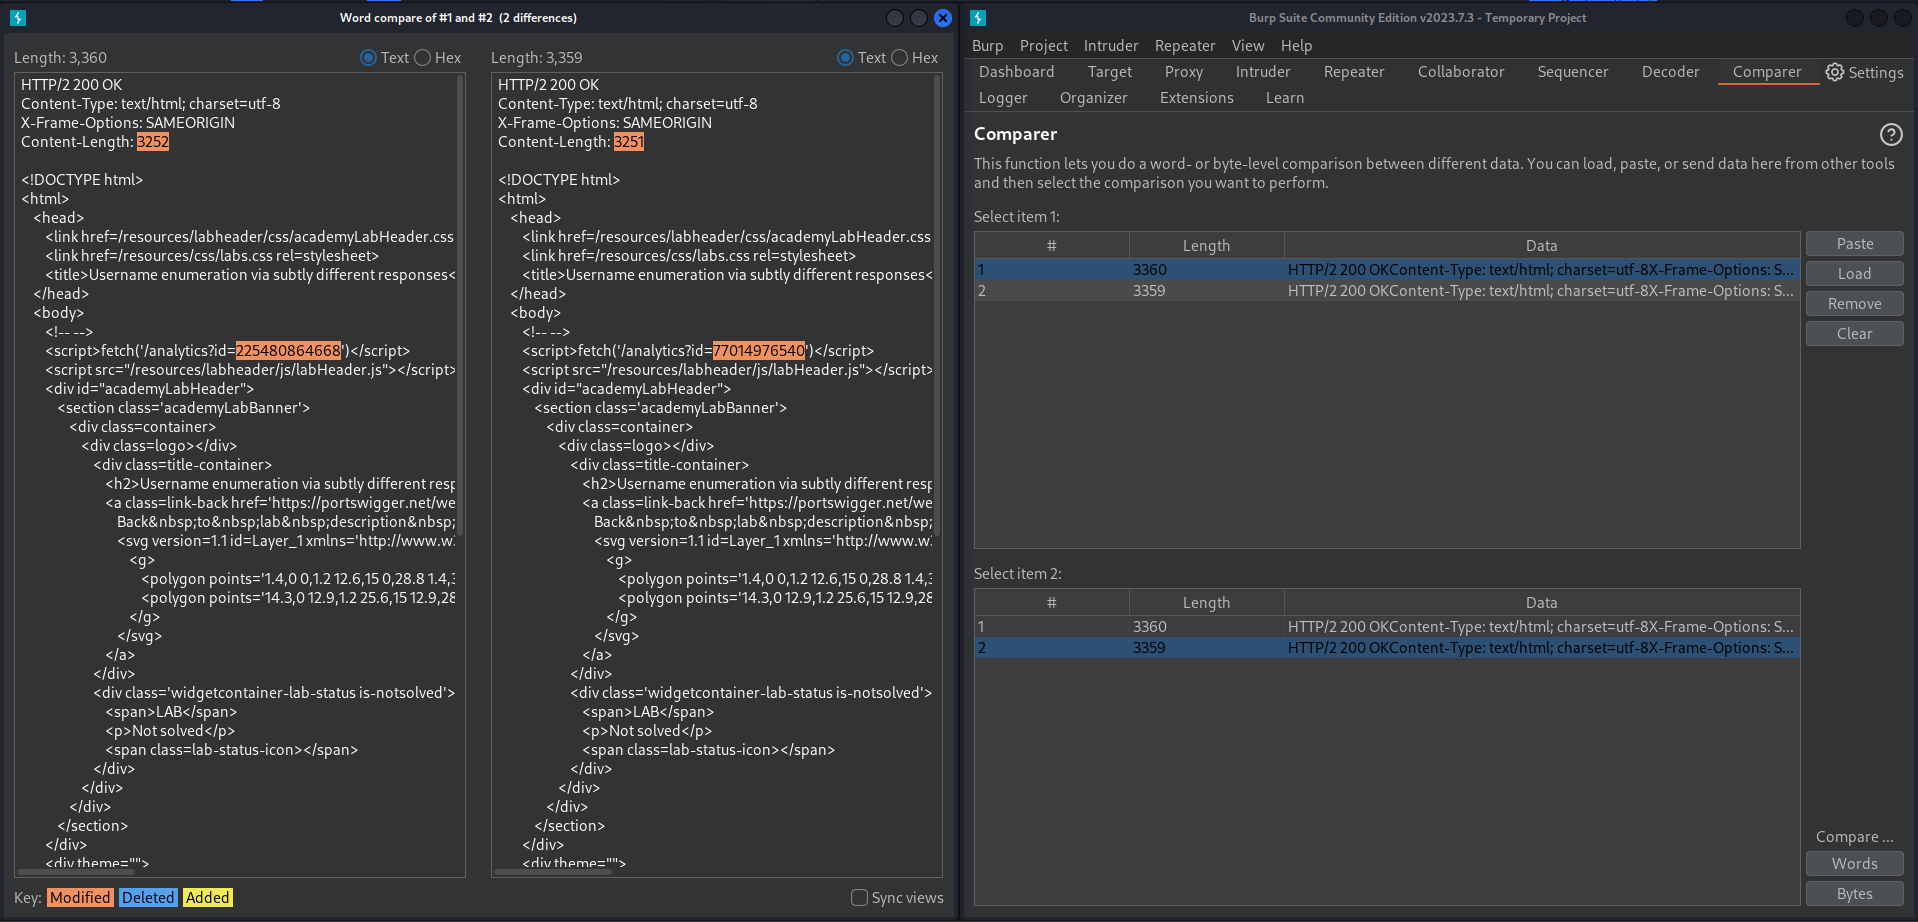 Word compare of #1 and #2 (2 differences)
Length: 3,360
Text
Hex
HTTP/2 200 OK
Content-Type: text/html; charset=utf-8
X-Frame-Options: SAMEORIGIN
Content-Length: 3252
<!DOCTYPE html>
<html>
<head>
<link href=/resources/labheader/css/academyLabHeader.css
<link href=/resources/css/labs.css rel=stylesheet>
<title>Username enumeration via subtly different responses<
</head>
<body>
<!-- -->
<script>fetch('/analytics?id=225480864668')</script>
<script src="/resources/labheader/js/labHeader.js"></script>
<div id="academyLabHeader">
<section class='academyLabBanner'>
<div class=container>
<div class=logo></div>
<div class=title-container>
<h2>Username enumeration via subtly different resp
<a class=link-back href='https://portswigger.net/we
Back&nbsp;to&nbsp;lab&nbsp;description&nbsp;
<svg version=1.1 id=Layer_1 xmlns='http://www.w
<g>
<polygon points='1.4,0 0,1.2 12.6,15 0,28.8 1.4,3
<polygon points='14.3,0 12.9,1.2 25.6,15 12.9,28
</g>
</svg>
</a>
</div>
<div class='widgetcontainer-lab-status is-notsolved'>
<span>LAB</span>
<p>Not solved</p>
<span class=lab-status-icon></span>
</div>
</div>
</div>
</section>
</div>
<div theme="">
Length: 3,359
Text
Hex
HTTP/2 200 OK
Content-Type: text/html; charset=utf-8
X-Frame-Options: SAMEORIGIN
Content-Length: 3251
<!DOCTYPE html>
<html>
<head>
<link href=/resources/labheader/css/academyLabHeader.css
<link href=/resources/css/labs.css rel=stylesheet>
<title>Username enumeration via subtly different responses<
</head>
<body>
<!-- -->
<script>fetch('/analytics?id=77014976540')</script>
<script src="/resources/labheader/js/labHeader.js"></script>
<div id="academyLabHeader">
<section class='academyLabBanner'>
<div class=container>
<div class=logo></div>
<div class=title-container>
<h2>Username enumeration via subtly different resp
<a class=link-back href='https://portswigger.net/we
Back&nbsp;to&nbsp;lab&nbsp;description&nbsp;
<svg version=1.1 id=Layer_1 xmlns='http://www.w
<g>
<polygon points='1.4,0 0,1.2 12.6,15 0,28.8 1.4,3
<polygon points='14.3,0 12.9,1.2 25.6,15 12.9,28
</g>
</svg>
</a>
</div>
<div class='widgetcontainer-lab-status is-notsolved'>
<span>LAB</span>
<p>Not solved</p>
<span class=lab-status-icon></span>
</div>
</div>
</div>
</section>
</div>
<div theme="">
Key: Modified Deleted Added
Sync views
Burp Suite Community Edition v2023.7.3 - Temporary Project
Burp Project Intruder Repeater View Help
Dashboard Target Proxy Intruder Repeater Collaborator Sequencer Decoder Comparer Settings
Logger Organizer Extensions Learn
Comparer
?
This function lets you do a word- or byte-level comparison between different data. You can load, paste, or send data here from other tools
and then select the comparison you want to perform.
Select item 1:
# Length Data
1 3360 HTTP/2 200 OKContent-Type: text/html; charset=utf-8X-Frame-Options: S...
2 3359 HTTP/2 200 OKContent-Type: text/html; charset=utf-8X-Frame-Options: S...
Paste
Load
Remove
Clear
Select item 2:
# Length Data
1 3360 HTTP/2 200 OKContent-Type: text/html; charset=utf-8X-Frame-Options: S...
2 3359 HTTP/2 200 OKContent-Type: text/html; charset=utf-8X-Frame-Options: S...
Compare ...
Words
Bytes